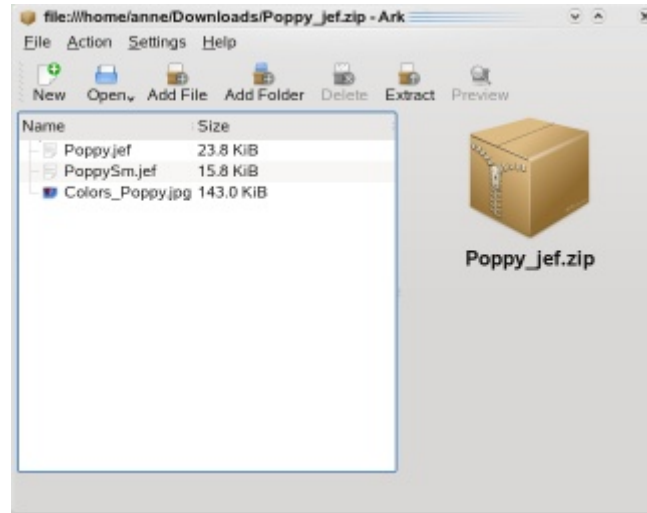 file:///home/anne/Downloads/Poppy_jef.zip - Ark
File Action Settings Help
New Open Add File Add Folder Delete Extract Preview
Name Size
Poppy.jef 23.8 KiB
PoppySm.jef 15.8 KiB
Colors_Poppy.jpg 143.0 KiB
Poppy_jef.zip